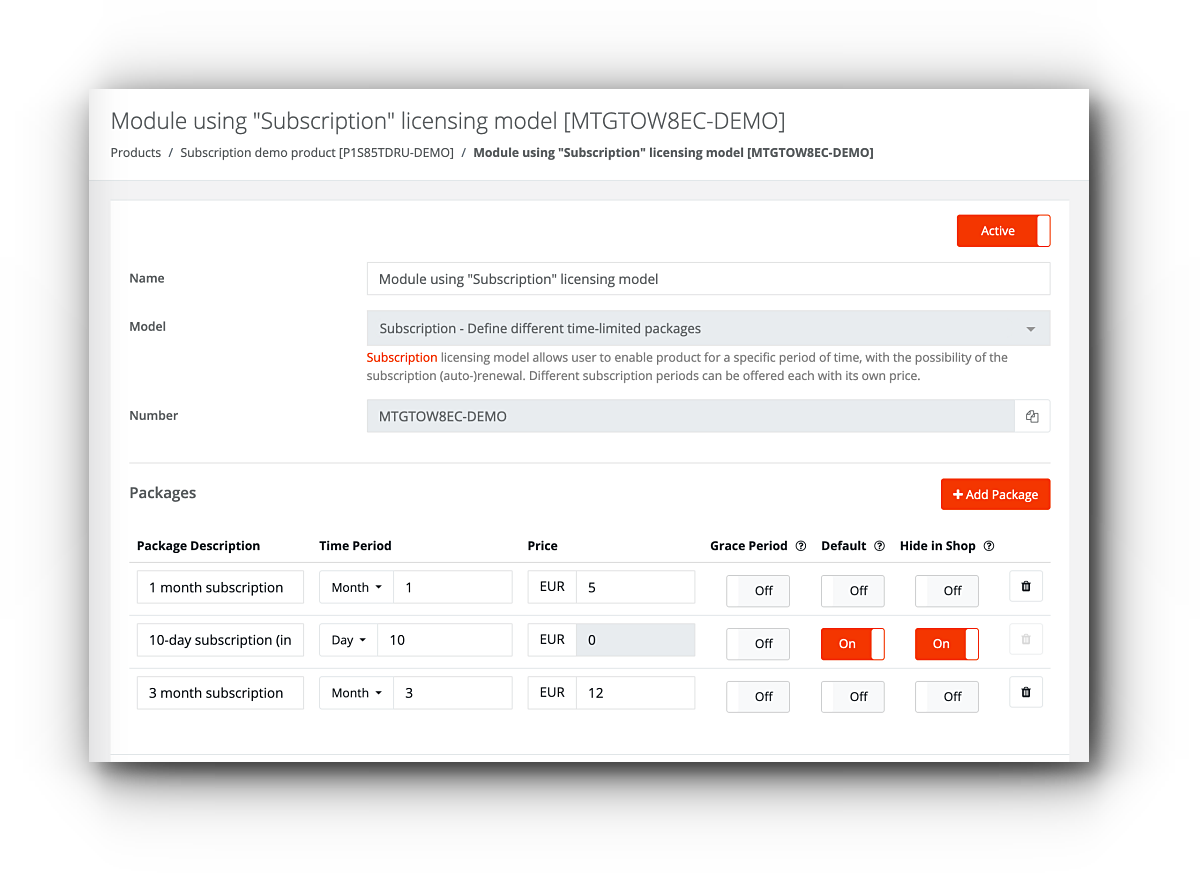 Module using "Subscription" licensing model [MTGTOW8EC-DEMO]
Products / Subscription demo product [P1S85TDRU-DEMO] / Module using "Subscription" licensing model [MTGTOW8EC-DEMO]
Active
Name Module using "Subscription" licensing model
Model Subscription - Define different time-limited packages
Subscription licensing model allows user to enable product for a specific period of time, with the possibility of the
subscription (auto-)renewal. Different subscription periods can be offered each with its own price.
Number MTGTOW8EC-DEMO
Packages + Add Package
Package Description Time Period Price Grace Period ? Default ? Hide in Shop ?
1 month subscription Month 1 EUR 5 Off Off Off
10-day subscription (in Day 10 EUR 0 Off On On
3 month subscription Month 3 EUR 12 Off Off Off